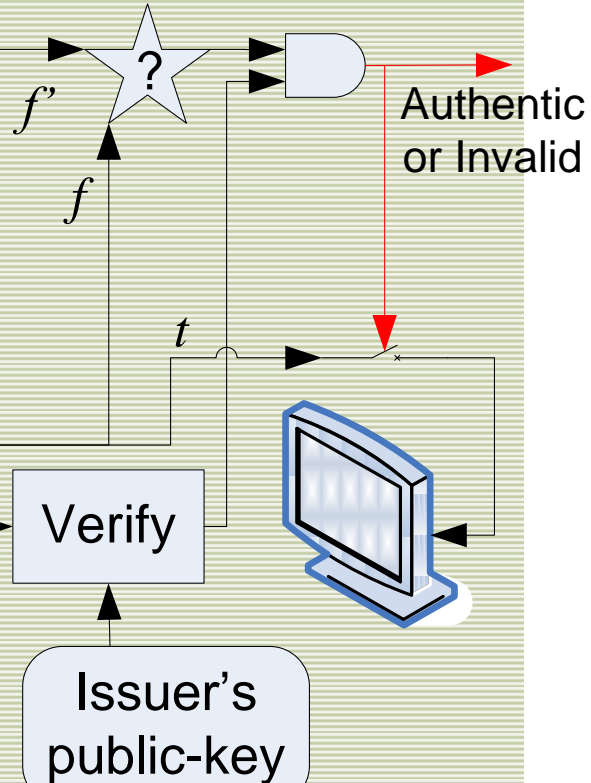 ?
f’
Authentic
or Invalid
f
t
Verify
Issuer's
public-key